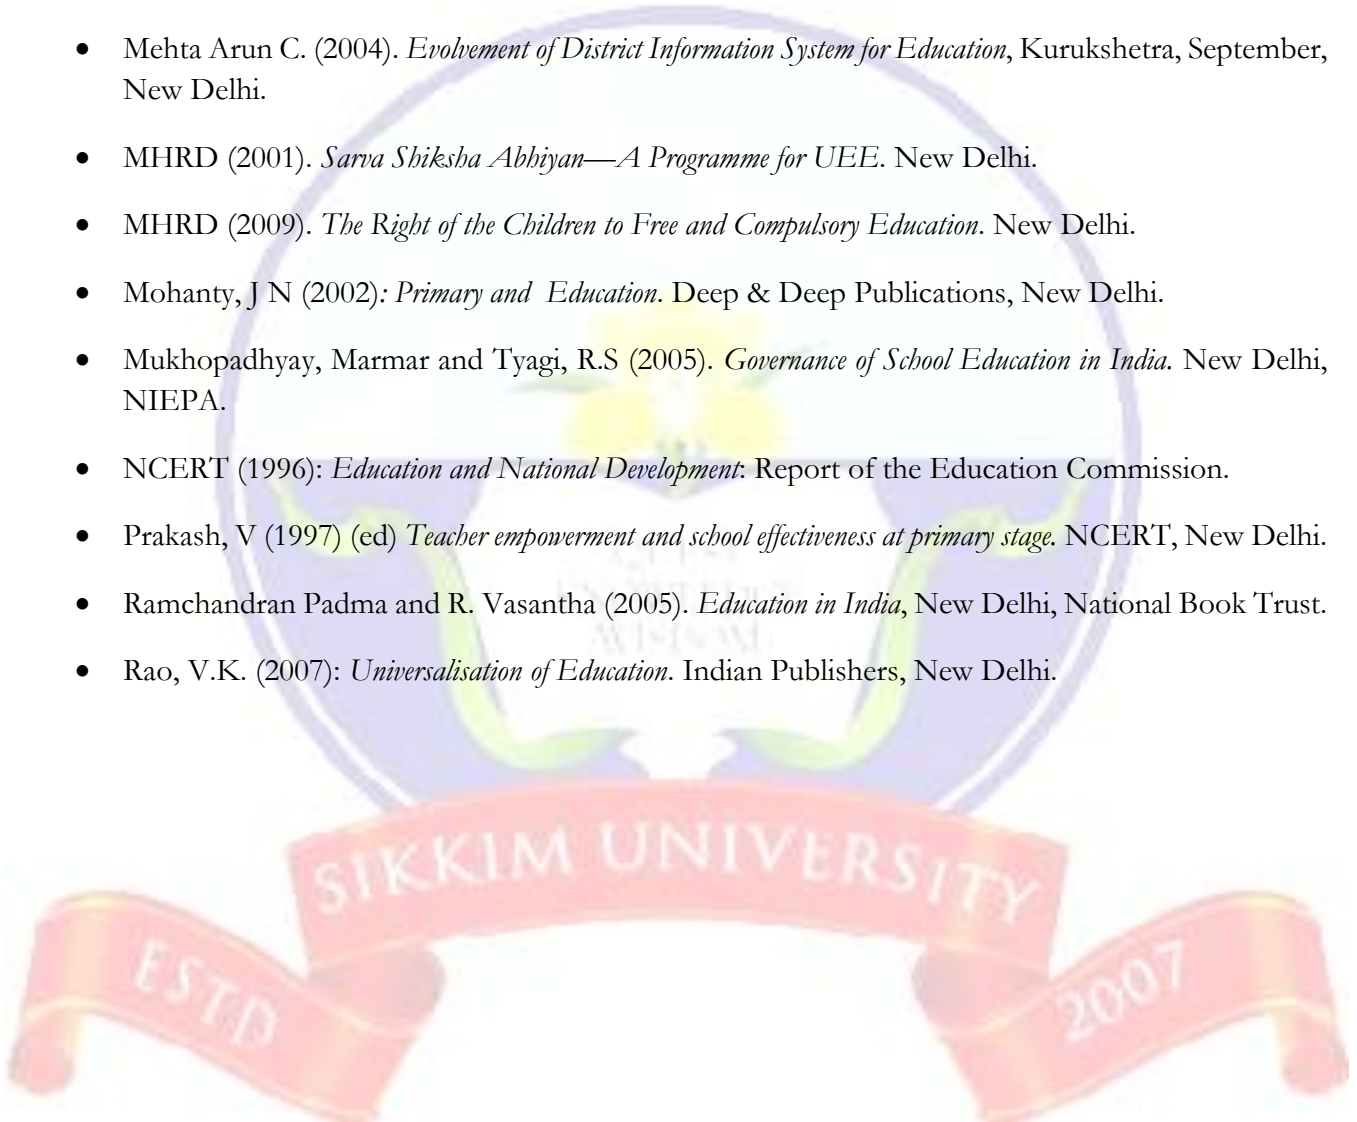 • Mehta Arun C. (2004). Evolvement of District Information System for Education, Kurukshetra, September,
New Delhi.
• MHRD (2001). Sarva Shiksha Abhiyan—A Programme for UEE. New Delhi.
• MHRD (2009). The Right of the Children to Free and Compulsory Education. New Delhi.
• Mohanty, J N (2002): Primary and Education. Deep & Deep Publications, New Delhi.
• Mukhopadhyay, Marmar and Tyagi, R.S (2005). Governance of School Education in India. New Delhi,
NIEPA.
• NCERT (1996): Education and National Development: Report of the Education Commission.
• Prakash, V (1997) (ed) Teacher empowerment and school effectiveness at primary stage. NCERT, New Delhi.
• Ramchandran Padma and R. Vasantha (2005). Education in India, New Delhi, National Book Trust.
• Rao, V.K. (2007): Universalisation of Education. Indian Publishers, New Delhi.
WISDOM
SIKKIM UNIVERSITY
ESTD
2007